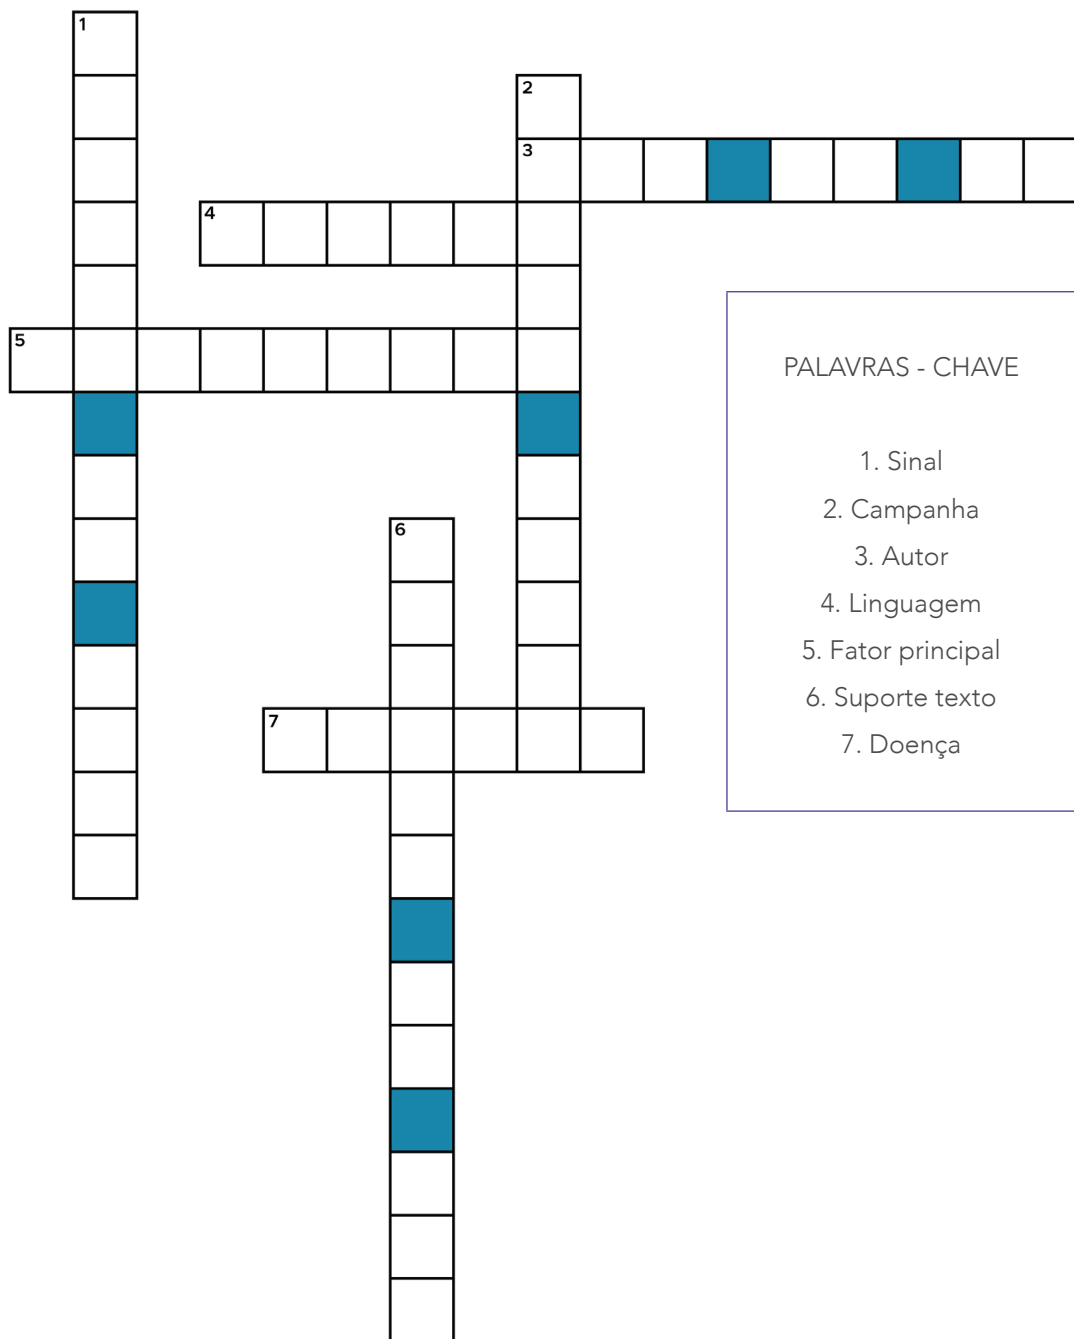 1
2
3
4
5
PALAVRAS - CHAVE
1. Sinal
2. Campanha
3. Autor
4. Linguagem
5. Fator principal
6. Suporte texto
7. Doença
6
7